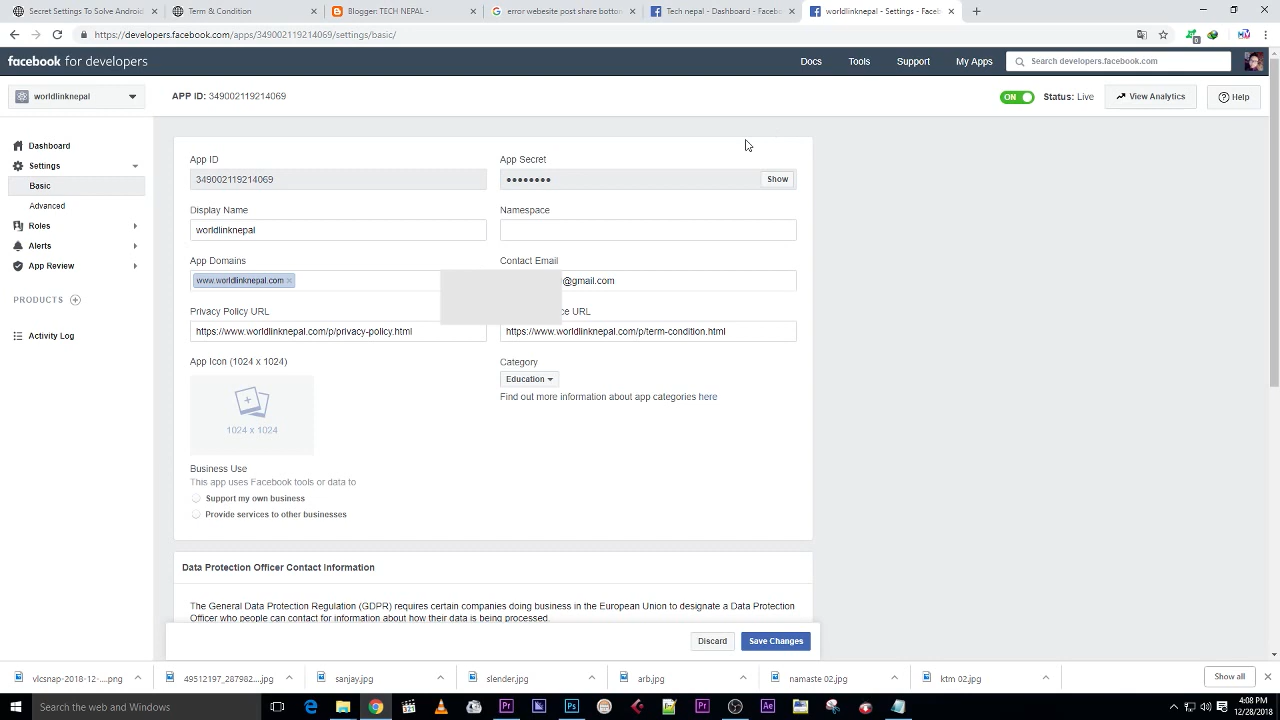 Secret Settings To Solve Android
Term & Condition
Blogger: TECH NEPAL -
error webesite post share botton
Tech nepal - Dashboard - Facebo
worldlinknepal - Settings - Faceb
https://developers.facebook.com/apps/349002119214069/settings/basic/
facebook for developers
Docs
Tools
Support
My Apps
Search developers.facebook.com
worldlinknepal
APP ID: 349002119214069
ON
Status: Live
View Analytics
Help
Dashboard
Settings
Basic
Advanced
Roles
Alerts
App Review
PRODUCTS
Activity Log
App ID
App Secret
349002119214069
••••••••
Show
Display Name
Namespace
worldlinknepal
App Domains
Contact Email
www.worldlinknepal.com ×
@gmail.com
Privacy Policy URL
ce URL
https://www.worldlinknepal.com/p/privacy-policy.html
https://www.worldlinknepal.com/p/term-condition.html
App Icon (1024 x 1024)
Category
1024 x 1024
Education
Find out more information about app categories here
Business Use
This app uses Facebook tools or data to
Support my own business
Provide services to other businesses
Data Protection Officer Contact Information
The General Data Protection Regulation (GDPR) requires certain companies doing business in the European Union to designate a Data Protection
Officer who people can contact for information about how their data is being processed.
Discard
Save Changes
vlcsnap-2018-12-....png
sanjay.jpg
slender.jpg
arb.jpg
namaste 02.jpg
ktm 02.jpg
Show all
Search the web and Windows
4:08 PM
12/28/2018